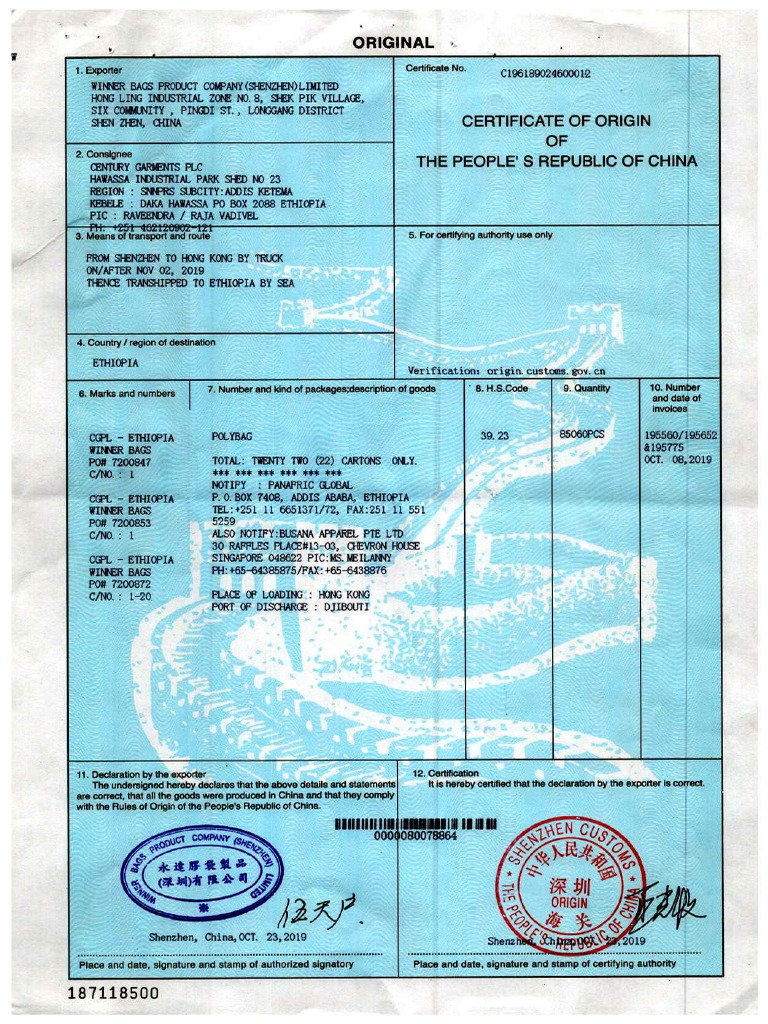 ORIGINAL
1. Exporter
WINNER BAGS PRODUCT COMPANY(SHENZHEN)LIMITED
HONG LING INDUSTRIAL ZONE NO.8, SHEK PIK VILLAGE,
SIX COMMUNITY , PINGDI ST., LONGGANG DISTRICT
SHEN ZHEN, CHINA
Certificate No.
C196189024600012
CERTIFICATE OF ORIGIN
OF
THE PEOPLE' S REPUBLIC OF CHINA
2. Consignee
CENTURY GARMENTS PLC
HAWASSA INDUSTRIAL PARK SHED NO 23
REGION : SNNPRS SUBCITY:ADDIS KETEMA
KEBELE : DAKA HAWASSA PO BOX 2088 ETHIOPIA
PIC : RAVEENDRA / RAJA VADIVEL
PH: +251 462120902-121
3. Means of transport and route
FROM SHENZHEN TO HONG KONG BY TRUCK
ON/AFTER NOV 02, 2019
THENCE TRANSHIPPED TO ETHIOPIA BY SEA
5. For certifying authority use only
4. Country / region of destination
ETHIOPIA
Verification: origin.customs.gov.cn
6. Marks and numbers
7. Number and kind of packages;description of goods
8. H.S.Code
9. Quantity
10. Number
and date of
invoices
CGPL - ETHIOPIA
WINNER BAGS
PO# 7200847
C/NO. : 1
CGPL - ETHIOPIA
WINNER BAGS
PO# 7200853
C/NO. : 1
CGPL - ETHIOPIA
WINNER BAGS
PO# 7200872
C/NO. : 1-20
POLYBAG
TOTAL: TWENTY TWO (22) CARTONS ONLY.
*** *** *** *** *** ***
NOTIFY : PANAFRIC GLOBAL
P.O.BOX 7408, ADDIS ABABA, ETHIOPIA
TEL:+251 11 6651371/72, FAX:251 11 551
5259
ALSO NOTIFY:BUSANA APPAREL PTE LTD
30 RAFFLES PLACE#13-03, CHEVRON HOUSE
SINGAPORE 048622 PIC:MS.MEILANNY
PH:+65-64385875/FAX:+65-6438876
PLACE OF LOADING : HONG KONG
PORT OF DISCHARGE : DJIBOUTI
39.23
85060PCS
195560/195652
&195775
OCT. 08,2019
11. Declaration by the exporter
The undersigned hereby declares that the above details and statements
are correct, that all the goods were produced in China and that they comply
with the Rules of Origin of the People's Republic of China.
12. Certification
It is hereby certified that the declaration by the exporter is correct.
0000080078864
WINNER BAGS PRODUCT COMPANY (SHENZHEN) LIMITED
永達膠袋製品
(深圳)有限公司
Shenzhen, China,OCT. 23,2019
SHENZHEN CUSTOMS
中华人民共和国
深圳
ORIGIN
海关
THE PEOPLE'S REPUBLIC OF CHINA
Shenzhen, China,OCT. 23,2019
Place and date, signature and stamp of authorized signatory
Place and date, signature and stamp of certifying authority
187118500